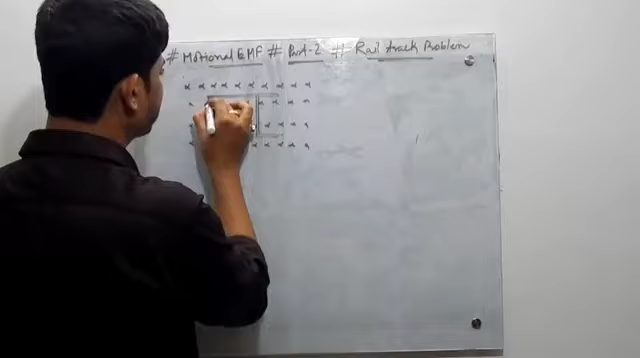 # Motional EMF # Part-2 # Rail track Problem
x x x x x x x x x x
x x x x x
x x x x x
x x x x x x